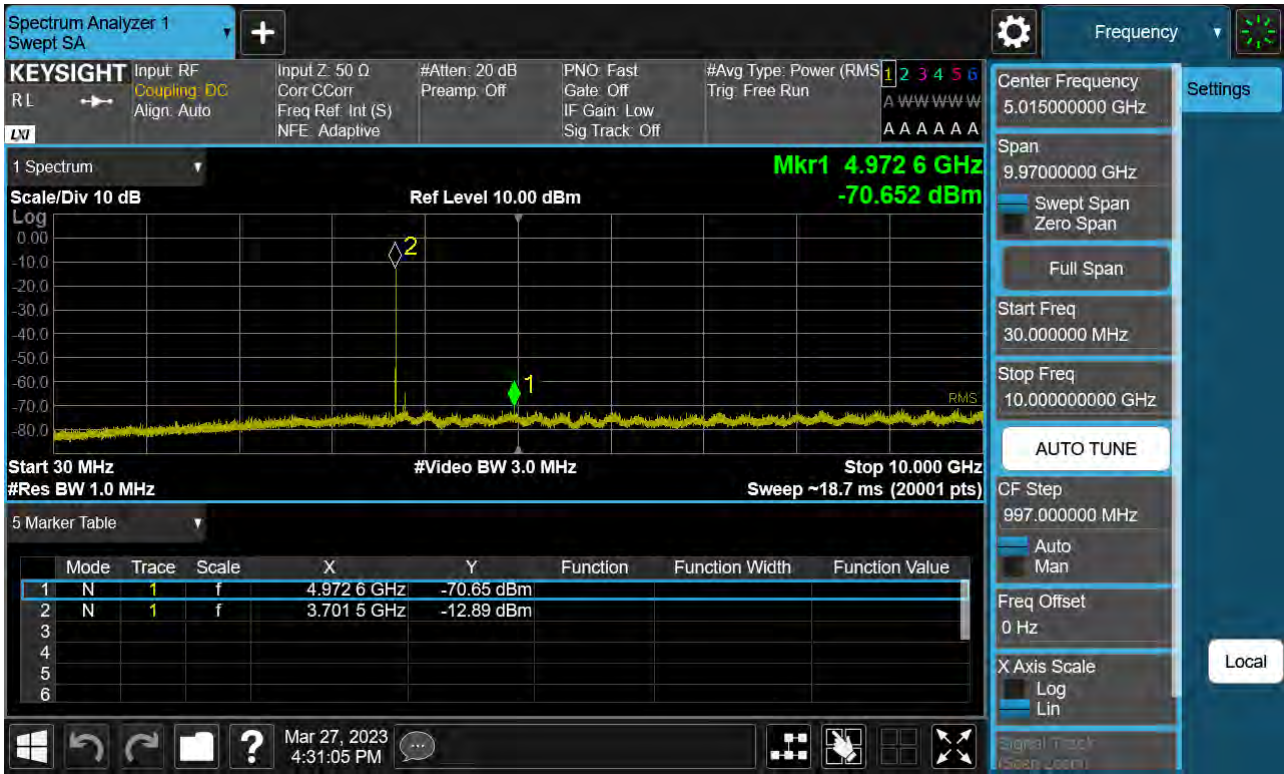 Spectrum Analyzer 1
Swept SA
Frequency
KEYSIGHT
RL
LXI
Input: RF
Coupling: DC
Align: Auto
Input Z: 50 Ω
Corr CCorr
Freq Ref: Int (S)
NFE: Adaptive
#Atten: 20 dB
Preamp: Off
PNO: Fast
Gate: Off
IF Gain: Low
Sig Track: Off
#Avg Type: Power (RMS
Trig: Free Run
1 2 3 4 5 6
A W W W W W
A A A A A A
1 Spectrum
Mkr1 4.972 6 GHz
Scale/Div 10 dB
Ref Level 10.00 dBm
-70.652 dBm
Log
0.00
-10.0
-20.0
-30.0
-40.0
-50.0
-60.0
-70.0
-80.0
2
1
RMS
Start 30 MHz
#Video BW 3.0 MHz
Stop 10.000 GHz
#Res BW 1.0 MHz
Sweep ~18.7 ms (20001 pts)
5 Marker Table
Mode Trace Scale X Y Function Function Width Function Value
1 N 1 f 4.972 6 GHz -70.65 dBm
2 N 1 f 3.701 5 GHz -12.89 dBm
3
4
5
6
Mar 27, 2023
4:31:05 PM
Center Frequency
5.015000000 GHz
Span
9.97000000 GHz
Swept Span
Zero Span
Full Span
Start Freq
30.000000 MHz
Stop Freq
10.000000000 GHz
AUTO TUNE
CF Step
997.000000 MHz
Auto
Man
Freq Offset
0 Hz
X Axis Scale
Log
Lin
Signal Track
(Span Zoom)
Settings
Local